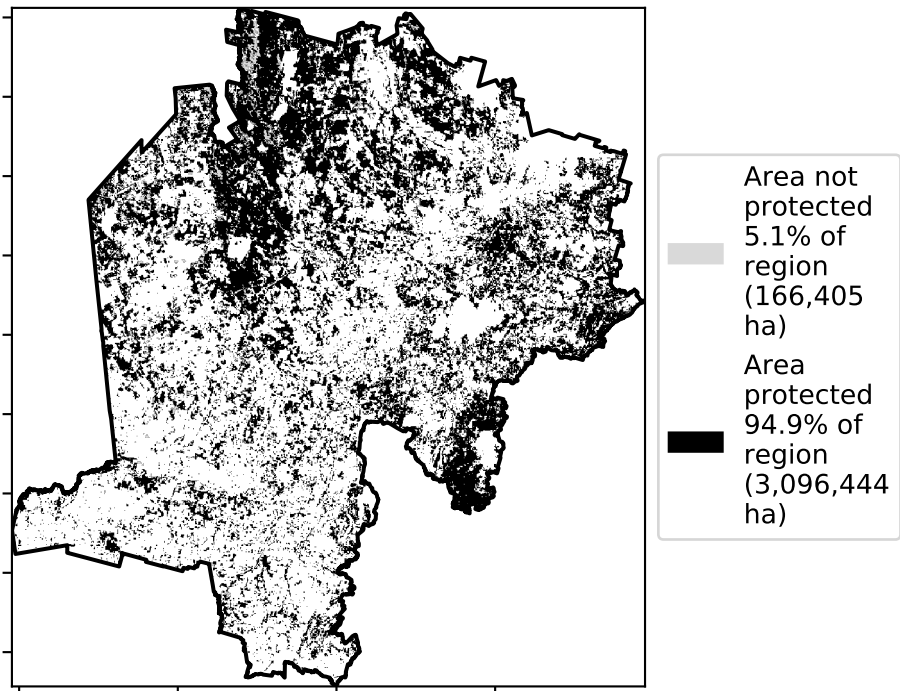 Area not
protected
5.1% of
region
(166,405
ha)
Area
protected
94.9% of
region
(3,096,444
ha)